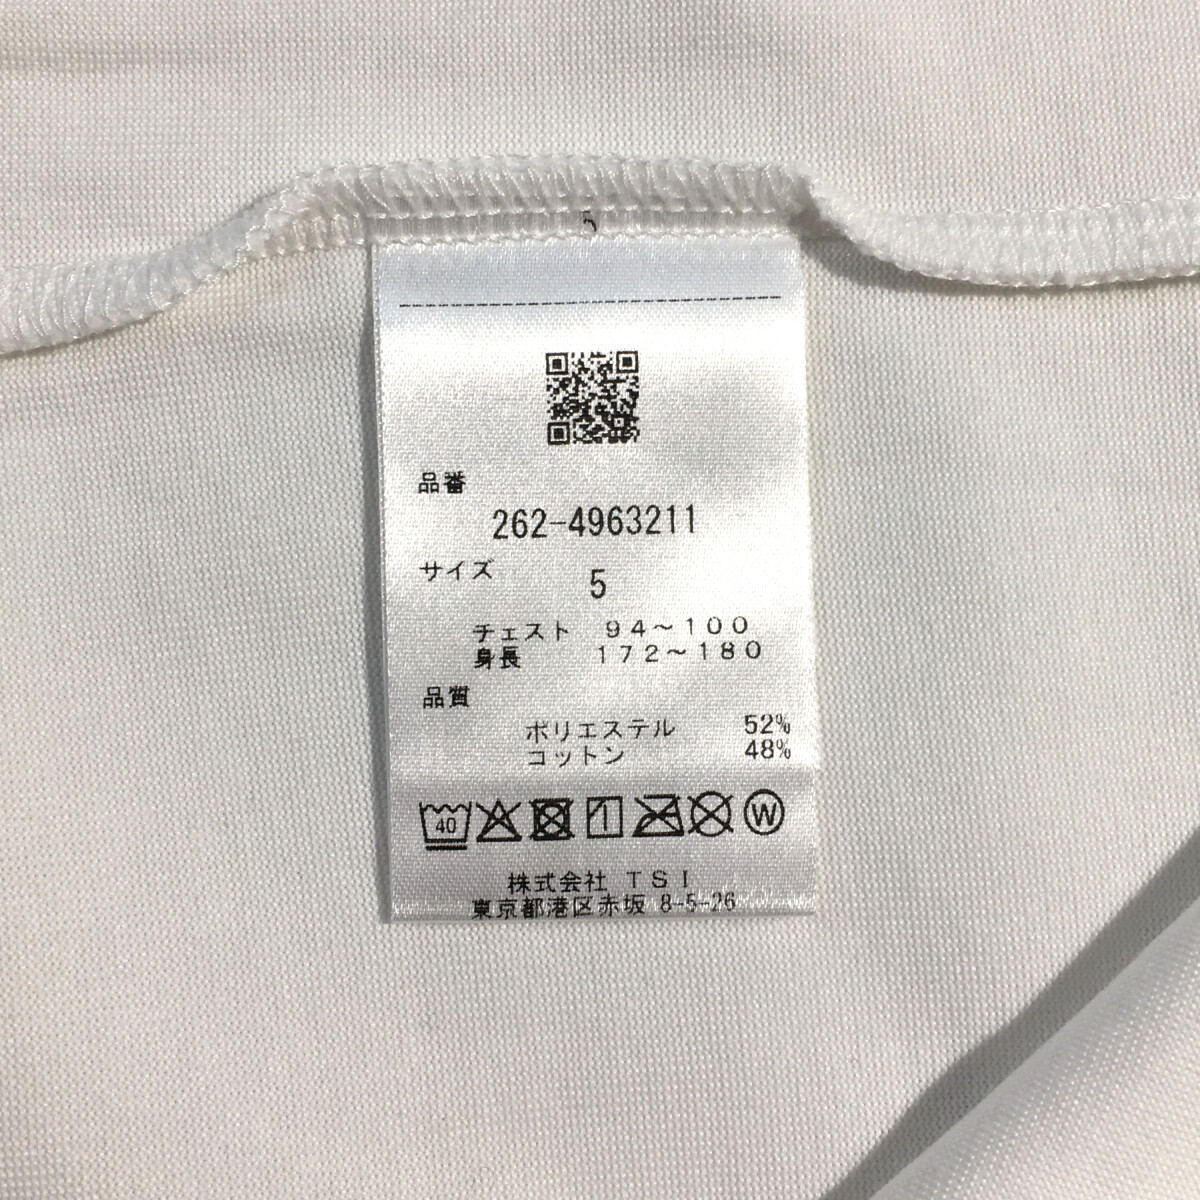 5
品番
262-4963211
サイズ
5
チェスト 94〜100
身長 172〜180
品質
ポリエステル 52%
コットン 48%
40 W
株式会社 TSI
東京都港区赤坂 8-5-26